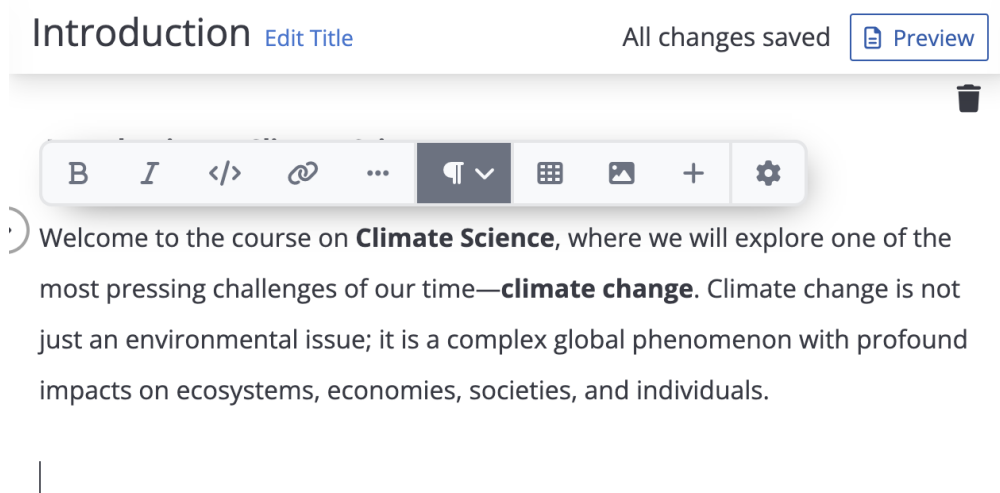 Introduction Edit Title All changes saved Preview
B I </> ¶
Welcome to the course on Climate Science, where we will explore one of the
most pressing challenges of our time—climate change. Climate change is not
just an environmental issue; it is a complex global phenomenon with profound
impacts on ecosystems, economies, societies, and individuals.